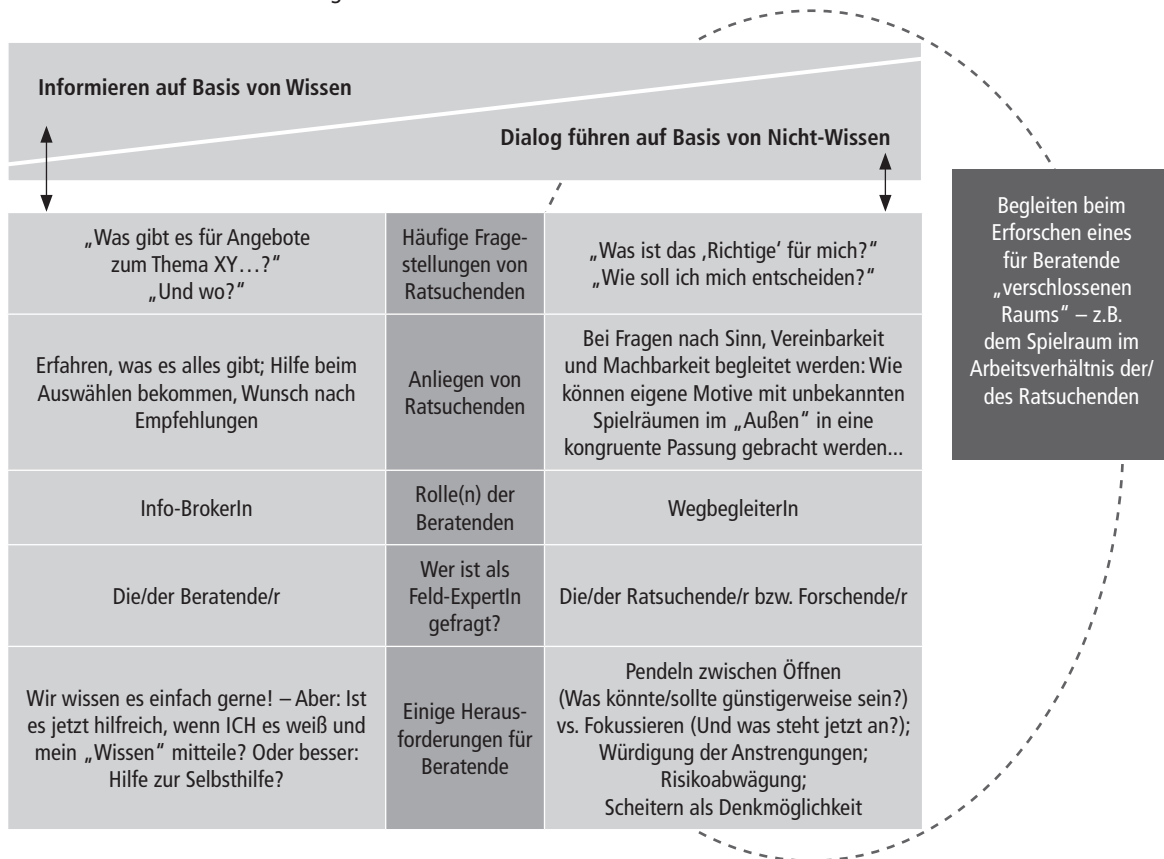 Informieren auf Basis von Wissen
Dialog führen auf Basis von Nicht-Wissen
„Was gibt es für Angebote
zum Thema XY…?“
„Und wo?“
Häufige Frage-
stellungen von
Ratsuchenden
„Was ist das ‚Richtige‘ für mich?“
„Wie soll ich mich entscheiden?“
Erfahren, was es alles gibt; Hilfe beim
Auswählen bekommen, Wunsch nach
Empfehlungen
Anliegen von
Ratsuchenden
Bei Fragen nach Sinn, Vereinbarkeit
und Machbarkeit begleitet werden: Wie
können eigene Motive mit unbekannten
Spielräumen im „Außen“ in eine
kongruente Passung gebracht werden...
Info-BrokerIn
Rolle(n) der
Beratenden
WegbegleiterIn
Die/der Beratende/r
Wer ist als
Feld-ExpertIn
gefragt?
Die/der Ratsuchende/r bzw. Forschende/r
Wir wissen es einfach gerne! – Aber: Ist
es jetzt hilfreich, wenn ICH es weiß und
mein „Wissen“ mitteile? Oder besser:
Hilfe zur Selbsthilfe?
Einige Heraus-
forderungen für
Beratende
Pendeln zwischen Öffnen
(Was könnte/sollte günstigerweise sein?)
vs. Fokussieren (Und was steht jetzt an?);
Würdigung der Anstrengungen;
Risikoabwägung;
Scheitern als Denkmöglichkeit
Begleiten beim
Erforschen eines
für Beratende
„verschlossenen
Raums“ – z.B.
dem Spielraum im
Arbeitsverhältnis der/
des Ratsuchenden